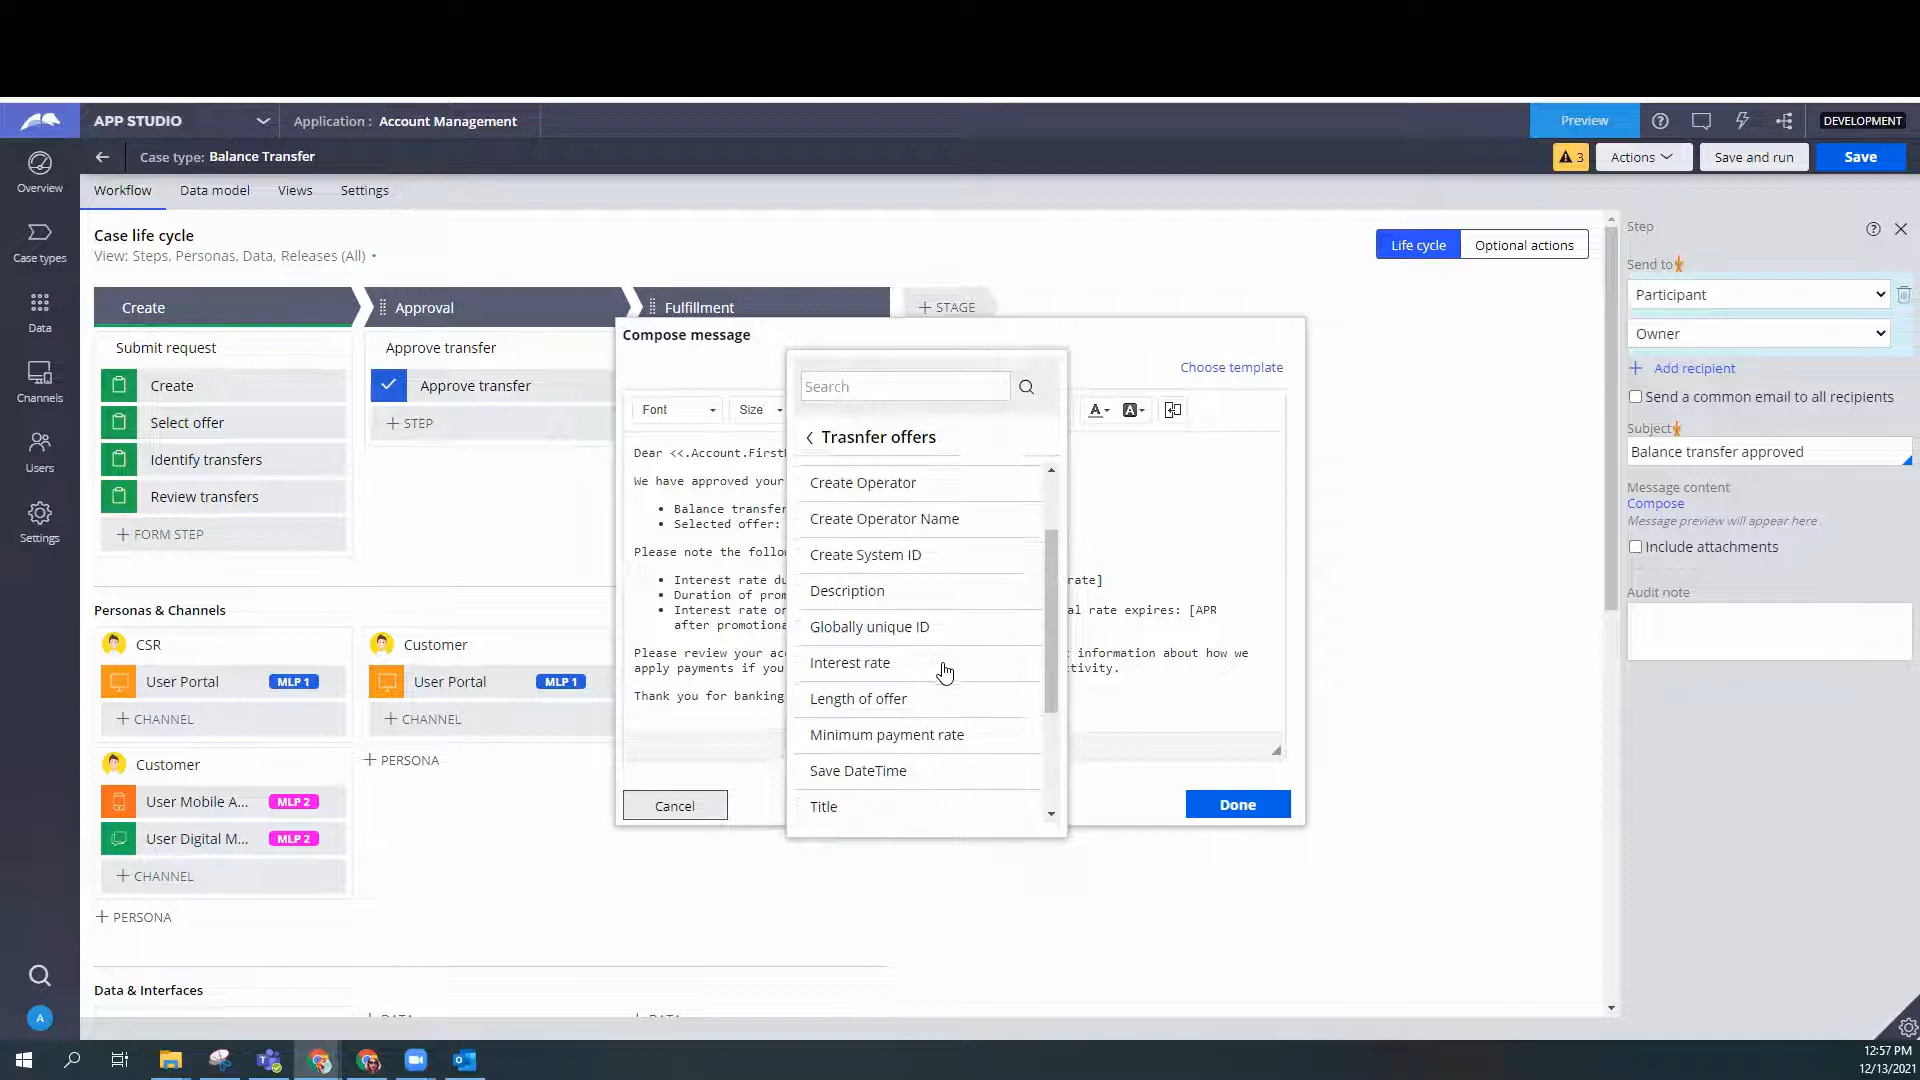 APP STUDIO
Application : Account Management
Preview
DEVELOPMENT
Case type: Balance Transfer
3
Actions
Save and run
Save
Overview
Case types
Data
Channels
Users
Settings
A
Workflow
Data model
Views
Settings
Case life cycle
View: Steps, Personas, Data, Releases (All)
Life cycle
Optional actions
Create
Approval
Fulfillment
+ STAGE
Submit request
Create
Select offer
Identify transfers
Review transfers
+ FORM STEP
Approve transfer
Approve transfer
+ STEP
Personas & Channels
CSR
User Portal
MLP 1
+ CHANNEL
Customer
User Portal
MLP 1
+ CHANNEL
+ PERSONA
Customer
User Mobile A...
MLP 2
User Digital M...
MLP 2
+ CHANNEL
+ PERSONA
Data & Interfaces
Compose message
Choose template
Font
Size
Dear <<.Account.First
We have approved your
Balance transfer
Selected offer:
Please note the follo
Interest rate du
rate]
Duration of pro
Interest rate on
al rate expires: [APR
after promotiona
Please review your ac
information about how we
apply payments if you
tivity.
Thank you for banking
Cancel
Done
Search
Trasnfer offers
Create Operator
Create Operator Name
Create System ID
Description
Globally unique ID
Interest rate
Length of offer
Minimum payment rate
Save DateTime
Title
Step
Send to
Participant
Owner
+ Add recipient
Send a common email to all recipients
Subject
Balance transfer approved
Message content
Compose
Message preview will appear here
Include attachments
Audit note
12:57 PM
12/13/2021